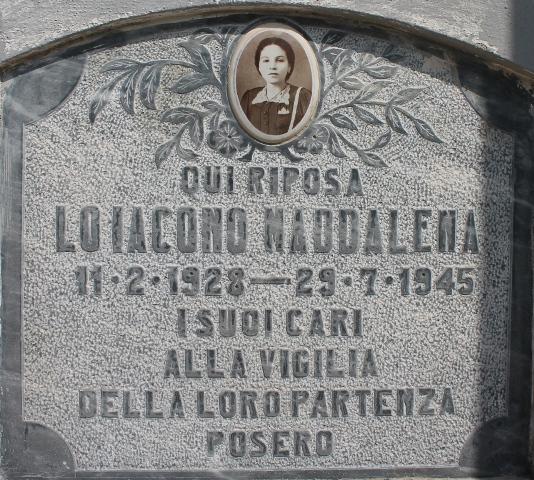 QUI RIPOSA
LO IACONO MADDALENA
11·2·1928—29·7·1945
I SUOI CARI
ALLA VIGILIA
DELLA LORO PARTENZA
POSERO